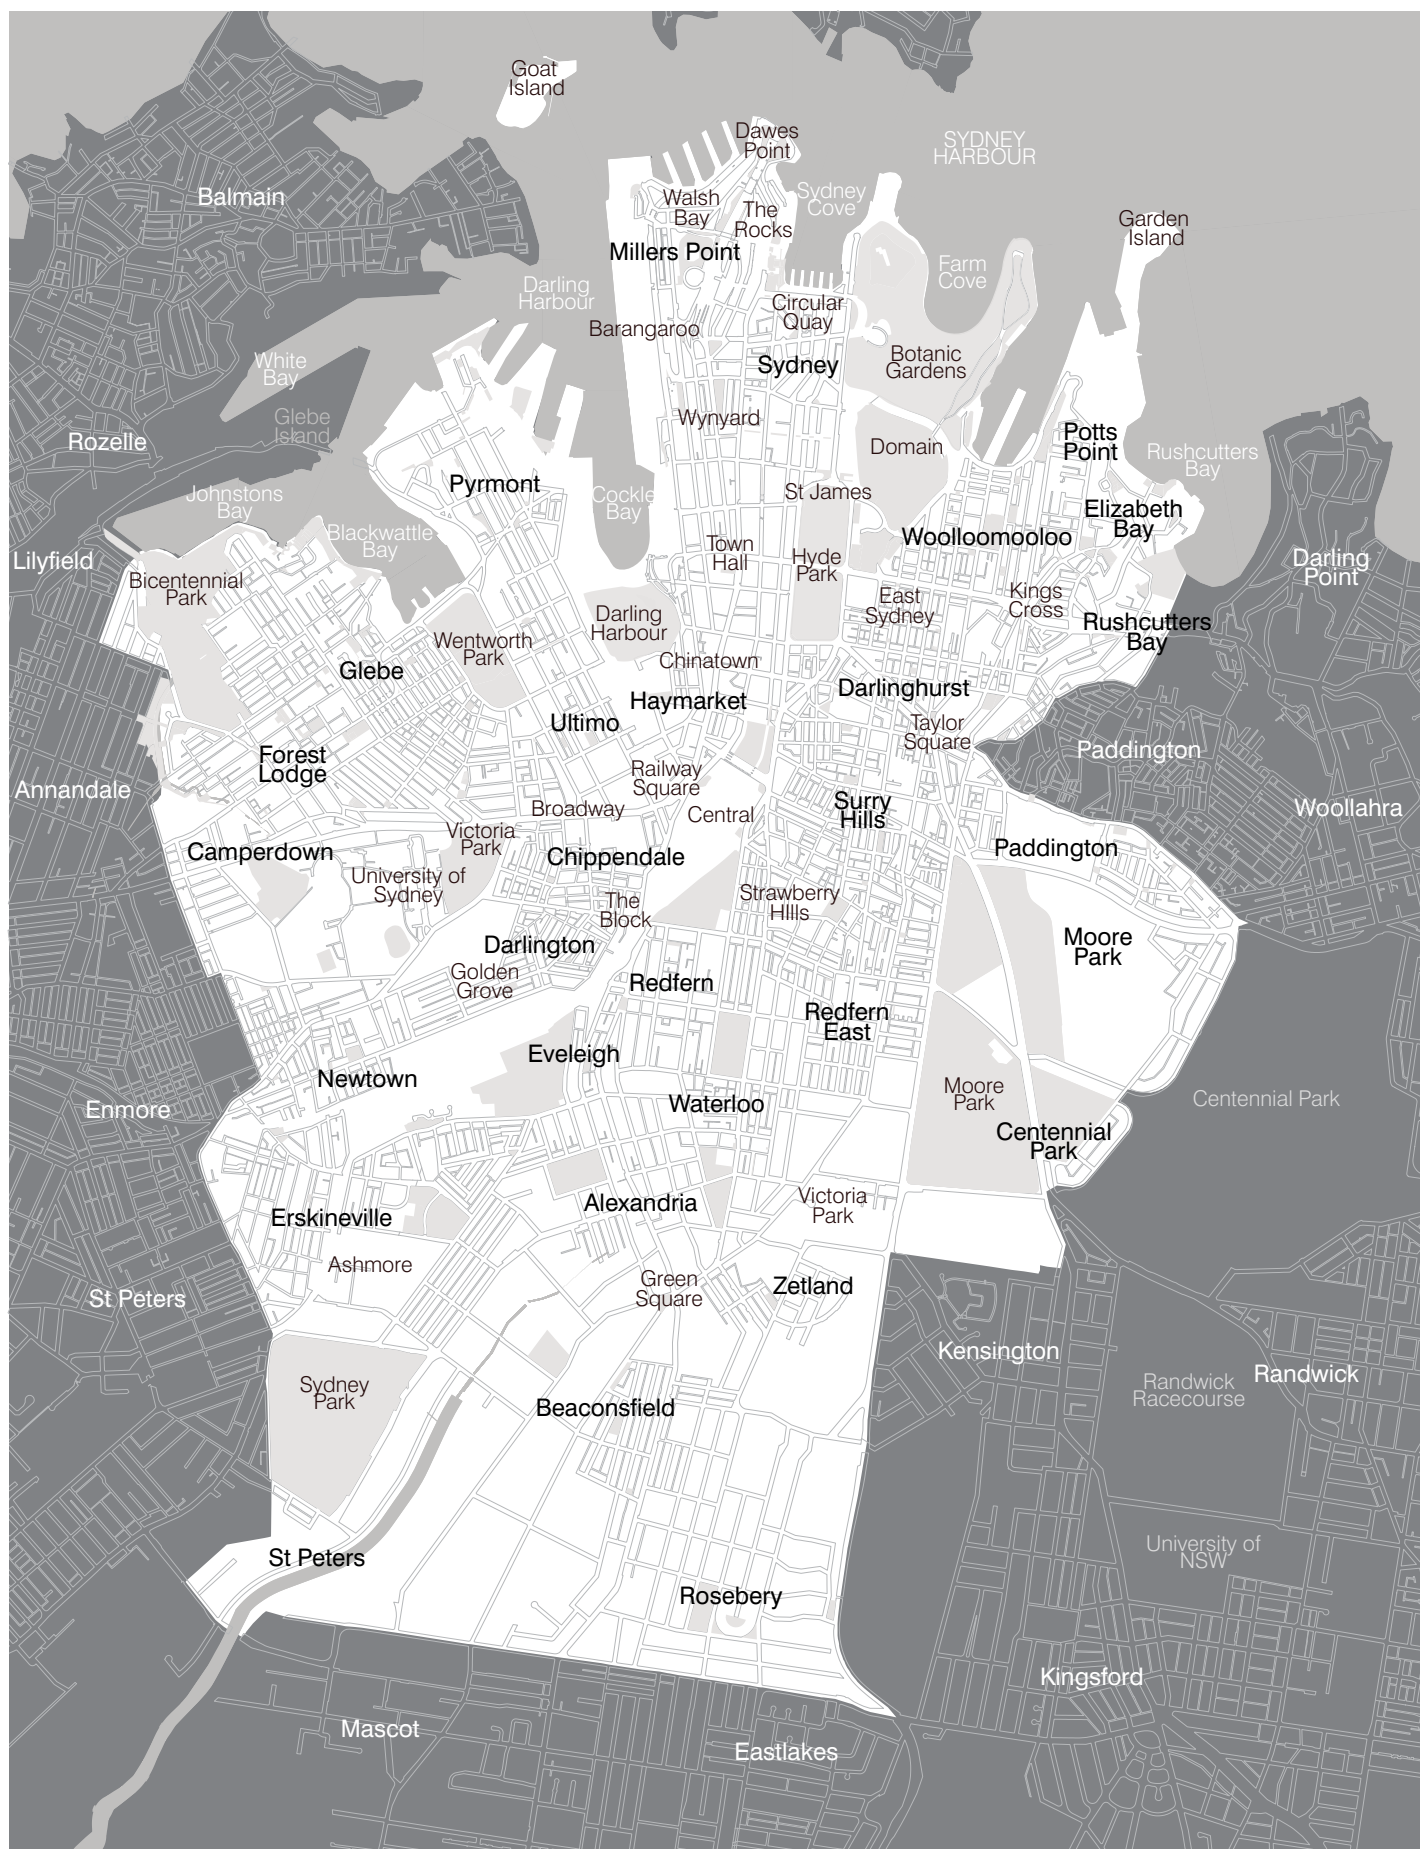 Goat
Island
Dawes
Point
SYDNEY
HARBOUR
Balmain
Walsh
Bay
The
Rocks
Sydney
Cove
Garden
Island
Millers Point
Farm
Cove
Darling
Harbour
Circular
Quay
Barangaroo
White
Bay
Sydney
Botanic
Gardens
Glebe
Island
Wynyard
Rozelle
Domain
Potts
Point
Rushcutters
Bay
Johnstons
Bay
Pyrmont
Cockle
Bay
St James
Elizabeth
Bay
Blackwattle
Bay
Woolloomooloo
Lilyfield
Town
Hall
Hyde
Park
Darling
Point
Bicentennial
Park
East
Sydney
Kings
Cross
Darling
Harbour
Rushcutters
Bay
Wentworth
Park
Glebe
Chinatown
Haymarket
Darlinghurst
Ultimo
Taylor
Square
Paddington
Forest
Lodge
Railway
Square
Annandale
Broadway
Central
Surry
Hills
Woollahra
Victoria
Park
Camperdown
Chippendale
Paddington
University of
Sydney
Strawberry
HIlls
The
Block
Darlington
Moore
Park
Golden
Grove
Redfern
Redfern
East
Eveleigh
Newtown
Moore
Park
Centennial Park
Enmore
Waterloo
Centennial
Park
Alexandria
Victoria
Park
Erskineville
Ashmore
Green
Square
Zetland
St Peters
Kensington
Randwick
Sydney
Park
Randwick
Racecourse
Beaconsfield
University of
NSW
St Peters
Rosebery
Kingsford
Mascot
Eastlakes